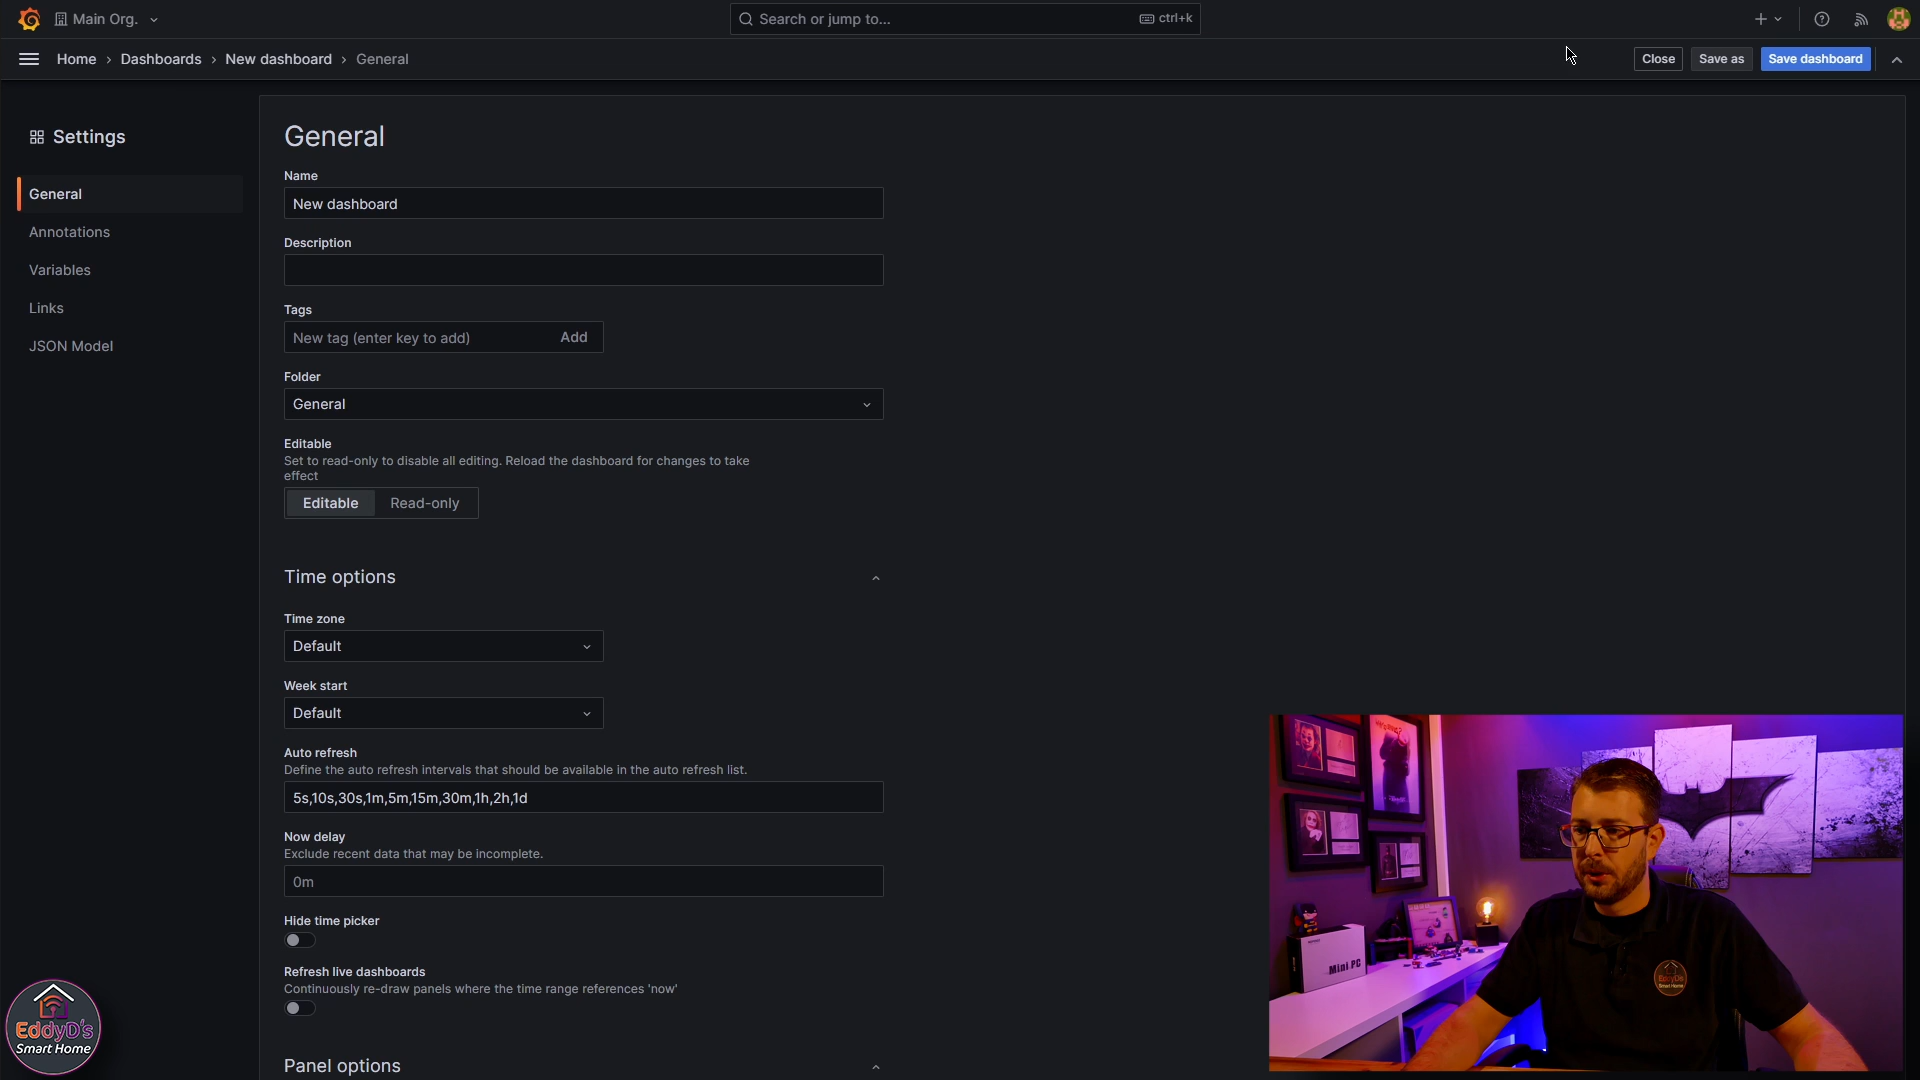 Main Org.
Search or jump to...
ctrl+k
Home › Dashboards › New dashboard › General
Close
Save as
Save dashboard
Settings
General
Annotations
Variables
Links
JSON Model
General
Name
New dashboard
Description
Tags
New tag (enter key to add)
Add
Folder
General
Editable
Set to read-only to disable all editing. Reload the dashboard for changes to take
effect
Editable
Read-only
Time options
Time zone
Default
Week start
Default
Auto refresh
Define the auto refresh intervals that should be available in the auto refresh list.
5s,10s,30s,1m,5m,15m,30m,1h,2h,1d
Now delay
Exclude recent data that may be incomplete.
0m
Hide time picker
Refresh live dashboards
Continuously re-draw panels where the time range references 'now'
Panel options
EddyD's
Smart Home
Mini PC
EddyD's
Smart Home